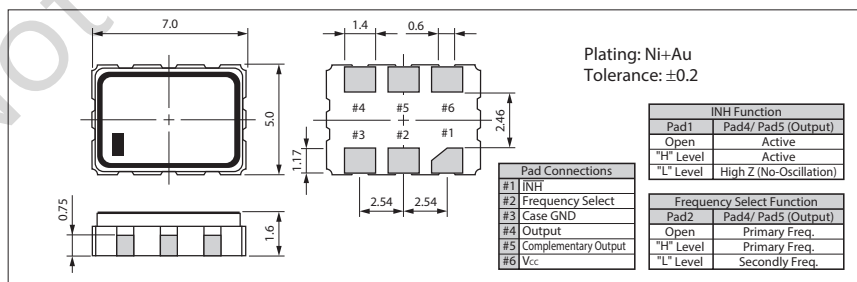 Not
7.0
5.0
0.75
1.6
1.4
0.6
#4 #5 #6
#3 #2 #1
2.46
1.17
2.54 2.54
Plating: Ni+Au
Tolerance: ±0.2
Pad Connections
#1 INH
#2 Frequency Select
#3 Case GND
#4 Output
#5 Complementary Output
#6 Vcc
INH Function
Pad1 Pad4/ Pad5 (Output)
Open Active
"H" Level Active
"L" Level High Z (No-Oscillation)
Frequency Select Function
Pad2 Pad4/ Pad5 (Output)
Open Primary Freq.
"H" Level Primary Freq.
"L" Level Secondly Freq.